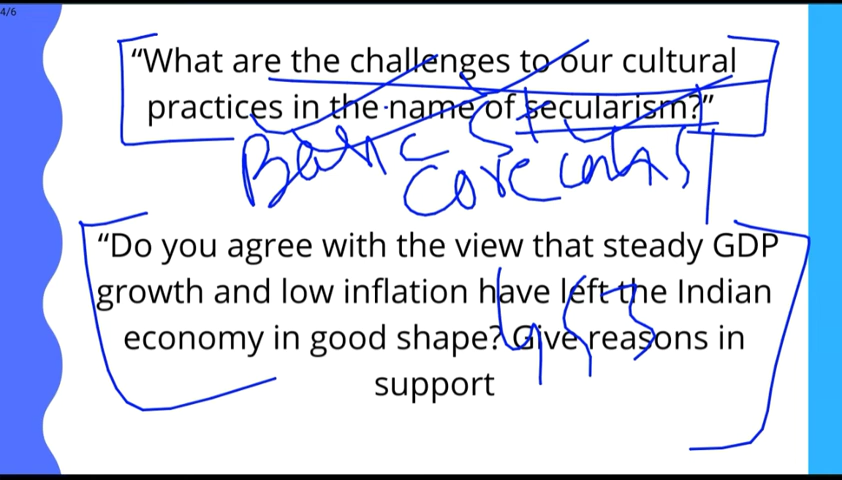 4/6
“What are the challenges to our cultural
practices in the name of secularism?”
Basic
core
“Do you agree with the view that steady GDP
growth and low inflation have left the Indian
economy in good shape? Give reasons in
support